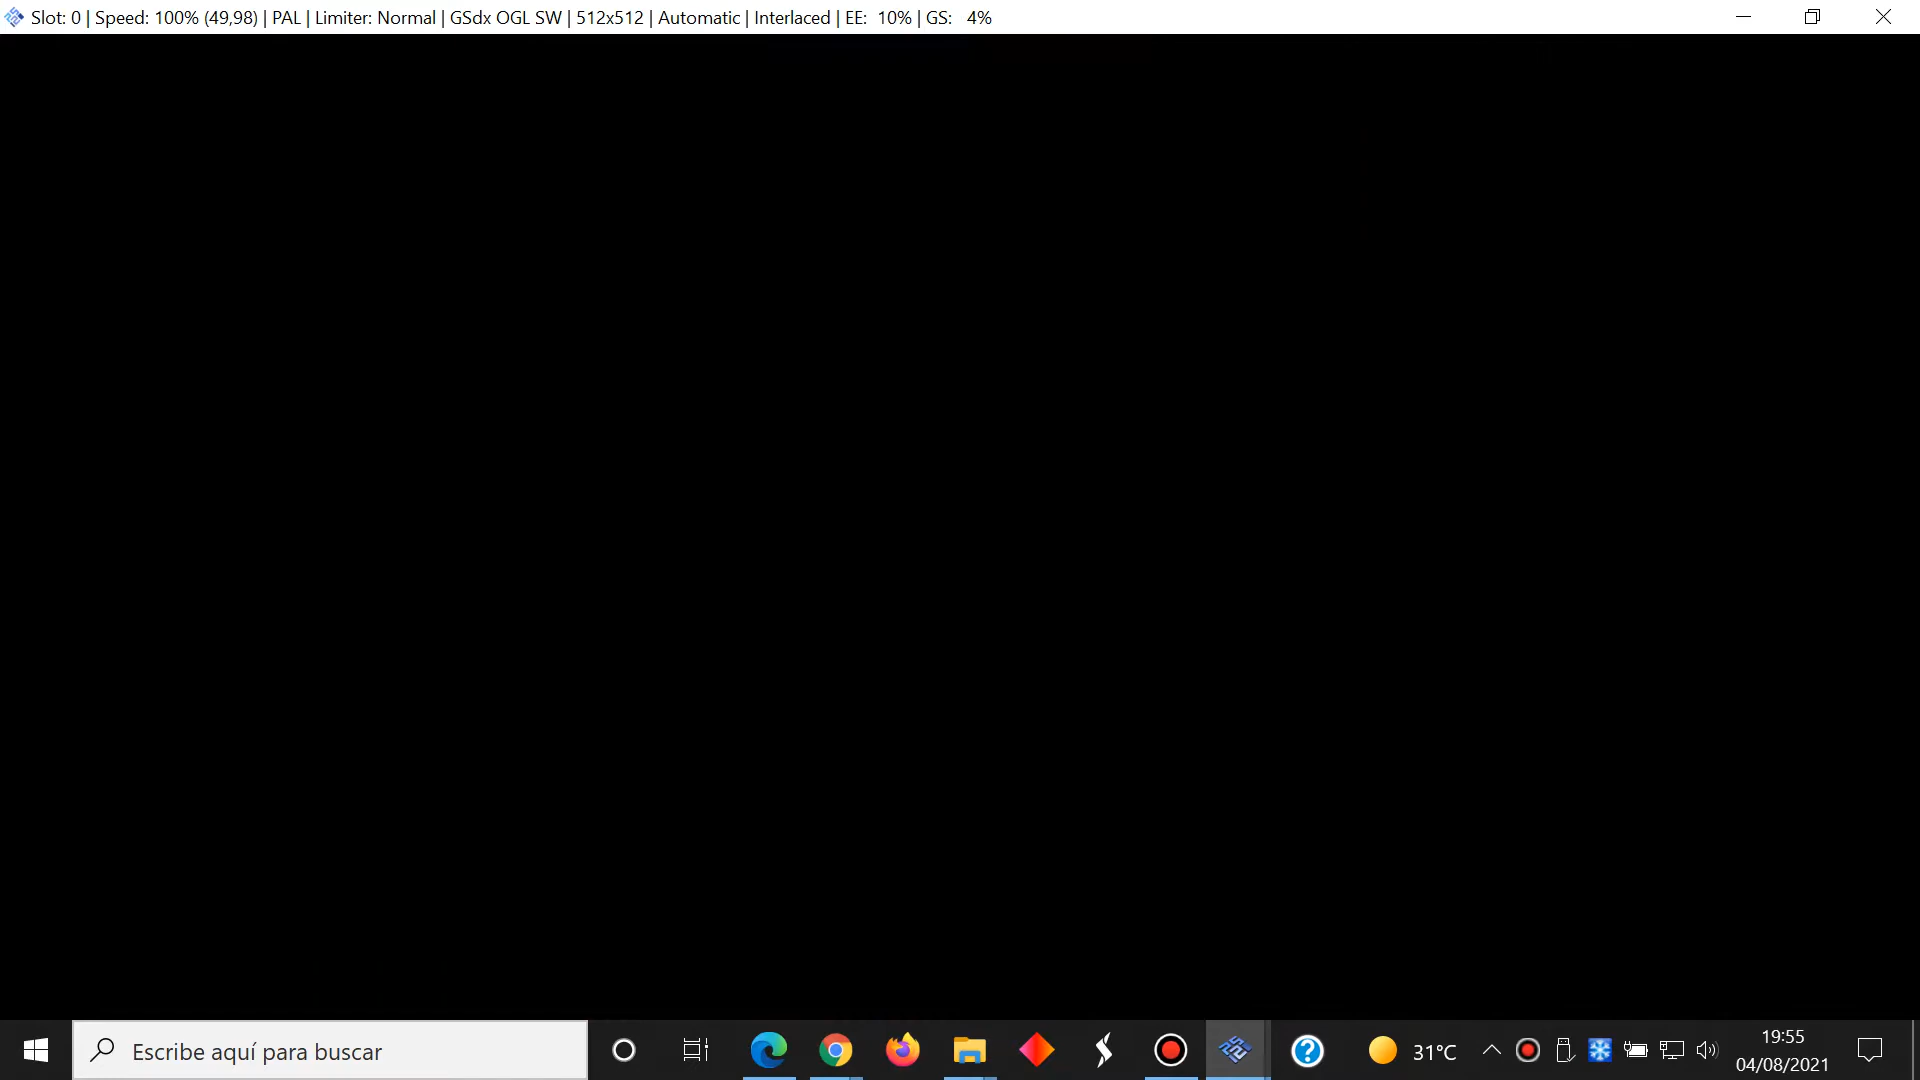 Slot: 0 | Speed: 100% (49,98) | PAL | Limiter: Normal | GSdx OGL SW | 512x512 | Automatic | Interlaced | EE:  10% | GS:   4%
Escribe aquí para buscar
31°C
19:55
04/08/2021